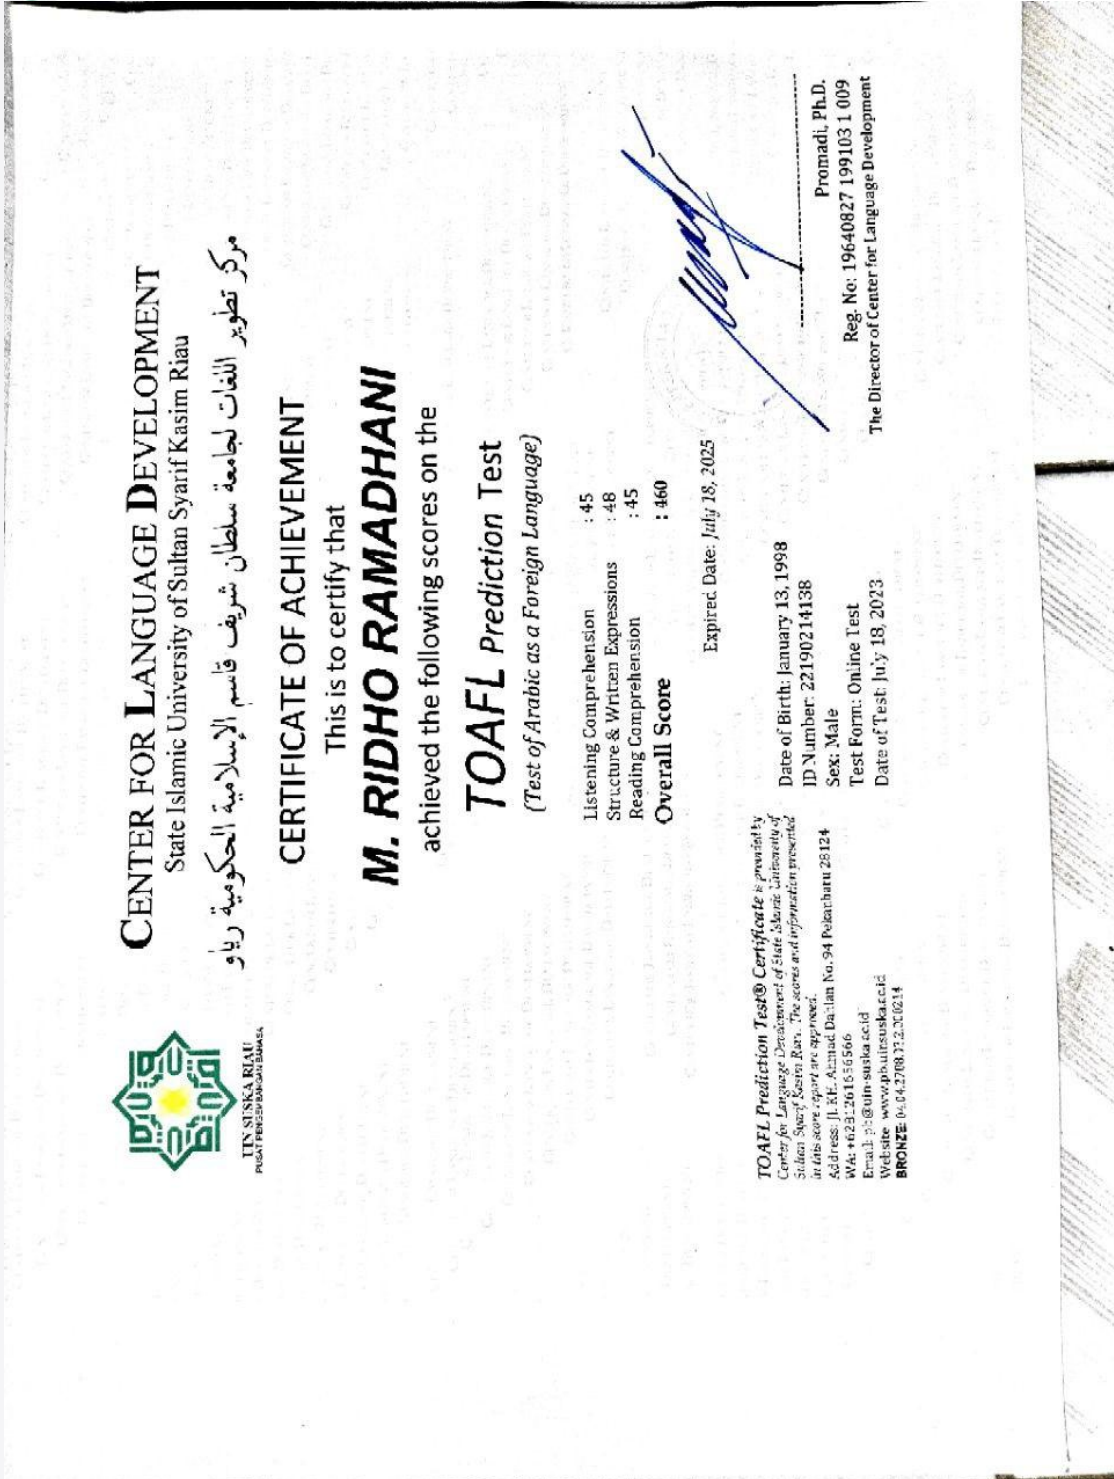 UIN SUSKA RIAU
PUSAT PENGEMBANGAN BAHASA
CENTER FOR LANGUAGE DEVELOPMENT
State Islamic University of Sultan Syarif Kasim Riau
مركز تطوير اللغات لجامعة سلطان شريف قاسم الإسلامية الحكومية رياو
CERTIFICATE OF ACHIEVEMENT
This is to certify that
M. RIDHO RAMADHANI
achieved the following scores on the
TOAFL Prediction Test
(Test of Arabic as a Foreign Language)
Listening Comprehension : 45
Structure & Written Expressions : 48
Reading Comprehension : 45
Overall Score : 460
Expired Date: July 18, 2025
TOAFL Prediction Test® Certificate is provided by
Center for Language Development of State Islamic University of
Sultan Syarif Kasim Riau. The scores and information presented
in this score report are approved.
Address: Jl. KH. Ahmad Dahlan No. 94 Pekanbaru 28124
WA: +6281261656566
Email: pb@uin-suska.ac.id
Website: www.pb.uinsuska.ac.id
BRONZE:
Date of Birth: January 13, 1998
ID Number: 22190214138
Sex: Male
Test Form: Online Test
Date of Test: July 18, 2023
Promadi, Ph.D.
Reg. No: 19640827 199103 1 009
The Director of Center for Language Development